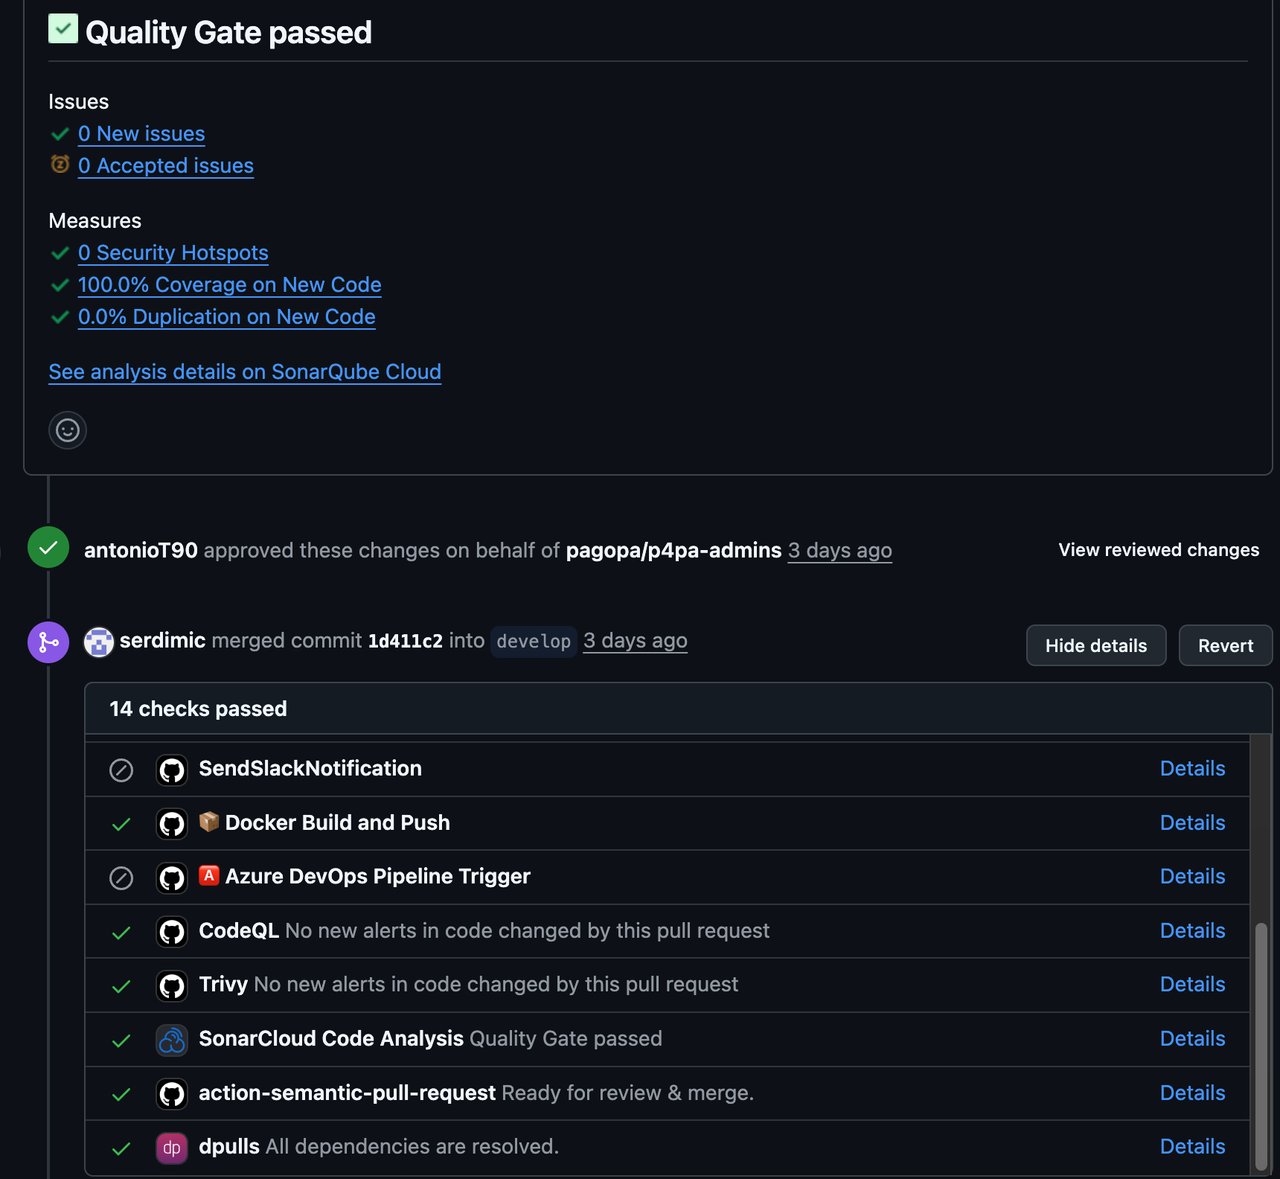 Quality Gate passed
Issues
0 New issues
0 Accepted issues
Measures
0 Security Hotspots
100.0% Coverage on New Code
0.0% Duplication on New Code
See analysis details on SonarQube Cloud
antonioT90 approved these changes on behalf of pagopa/p4pa-admins 3 days ago View reviewed changes
serdimic merged commit 1d411c2 into develop 3 days ago Hide details Revert
14 checks passed
SendSlackNotification Details
📦 Docker Build and Push Details
🅰️ Azure DevOps Pipeline Trigger Details
CodeQL No new alerts in code changed by this pull request Details
Trivy No new alerts in code changed by this pull request Details
SonarCloud Code Analysis Quality Gate passed Details
action-semantic-pull-request Ready for review & merge. Details
dp dpulls All dependencies are resolved. Details